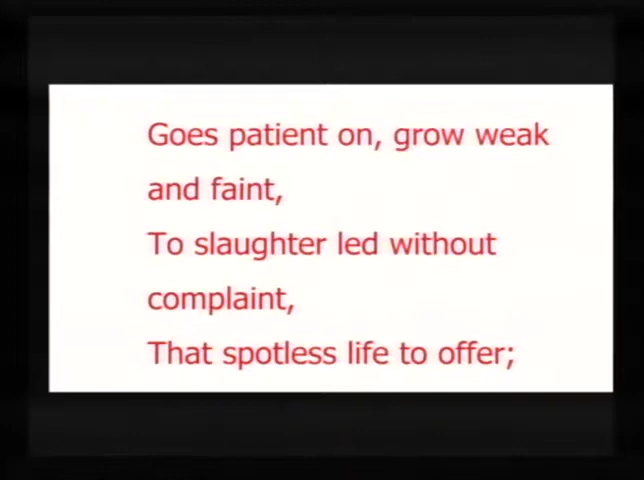 Goes patient on, grow weak
and faint,
To slaughter led without
complaint,
That spotless life to offer;